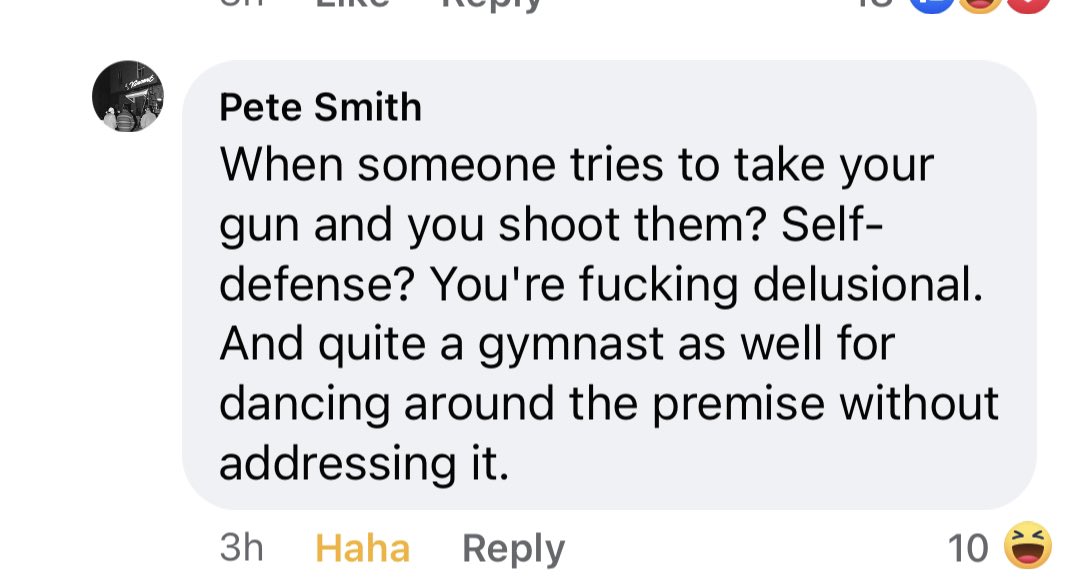 Like Reply
Pete Smith
When someone tries to take your
gun and you shoot them? Self-
defense? You're fucking delusional.
And quite a gymnast as well for
dancing around the premise without
addressing it.
3h Haha Reply 10